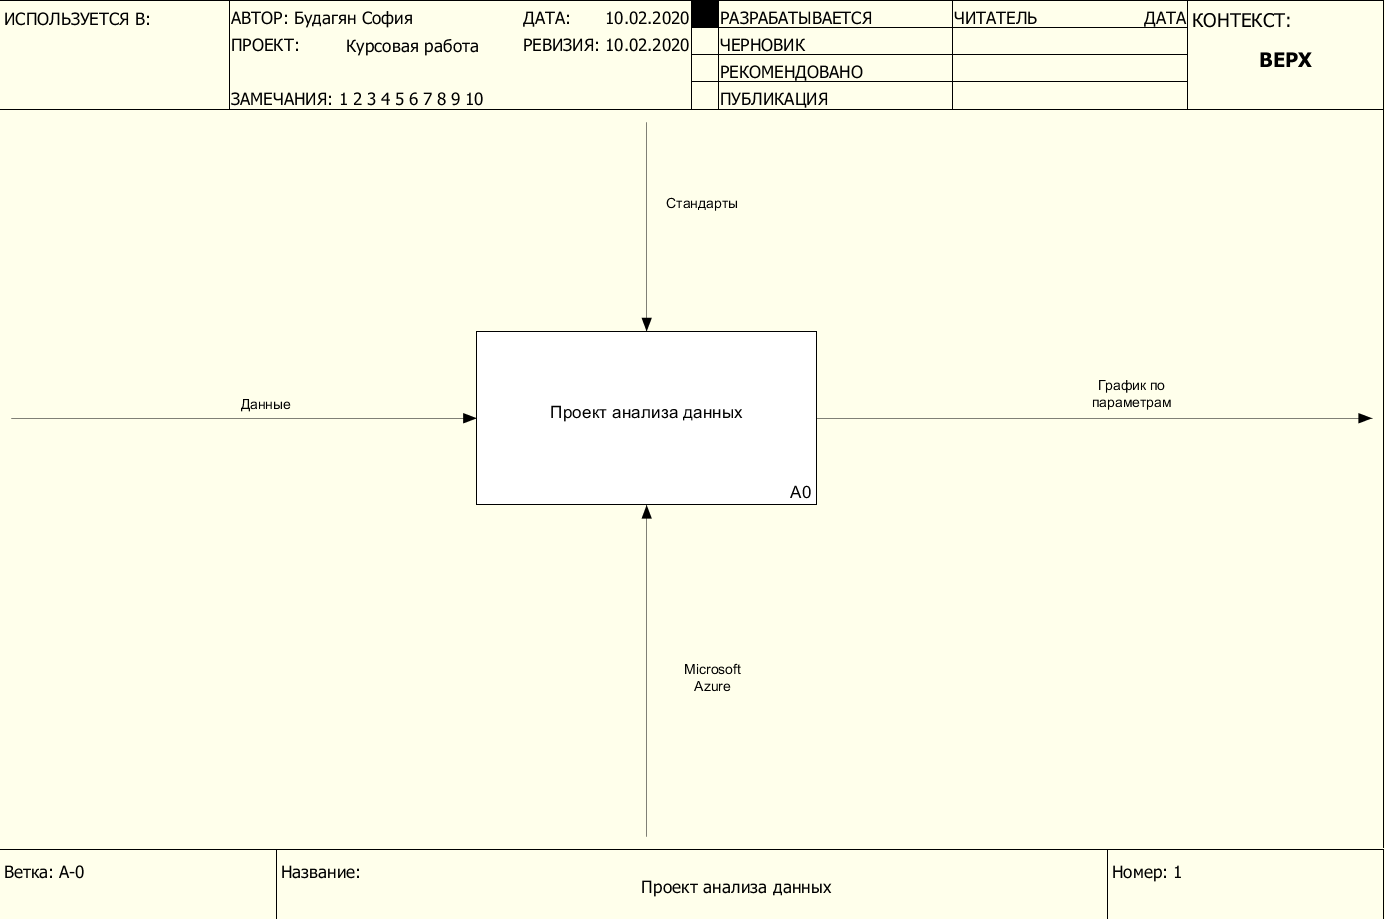 ИСПОЛЬЗУЕТСЯ В:
АВТОР: Будагян София
ДАТА: 10.02.2020
ПРОЕКТ: Курсовая работа
РЕВИЗИЯ: 10.02.2020
ЗАМЕЧАНИЯ: 1 2 3 4 5 6 7 8 9 10
РАЗРАБАТЫВАЕТСЯ
ЧЕРНОВИК
РЕКОМЕНДОВАНО
ПУБЛИКАЦИЯ
ЧИТАТЕЛЬ ДАТА
КОНТЕКСТ:
ВЕРХ
Стандарты
Данные
Проект анализа данных
A0
График по
параметрам
Microsoft
Azure
Ветка: A-0
Название:
Проект анализа данных
Номер: 1